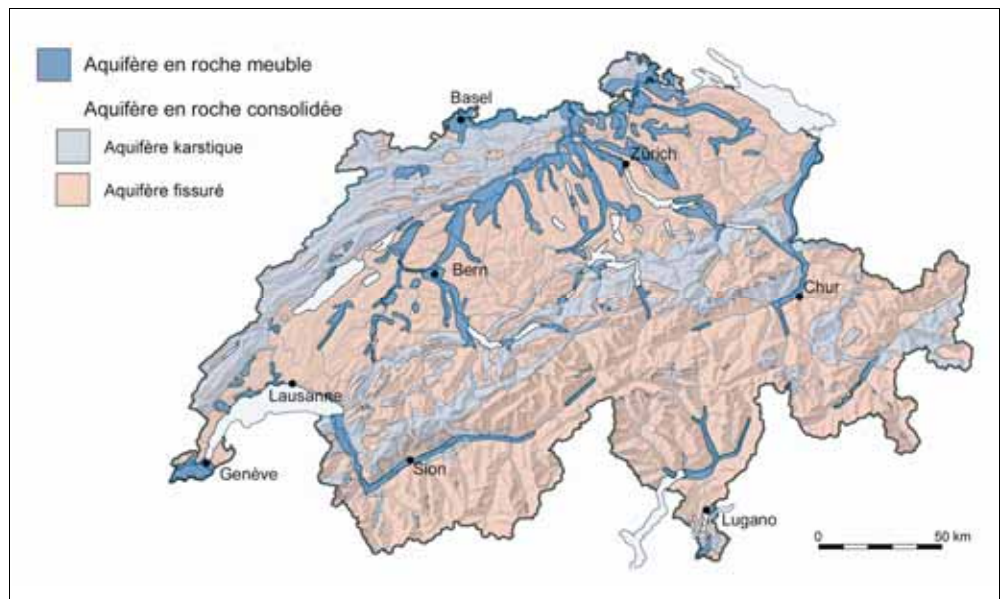 Aquifère en roche meuble
Aquifère en roche consolidée
Aquifère karstique
Aquifère fissuré
Basel
Zürich
Bern
Chur
Lausanne
Genève
Sion
Lugano
0 50 km